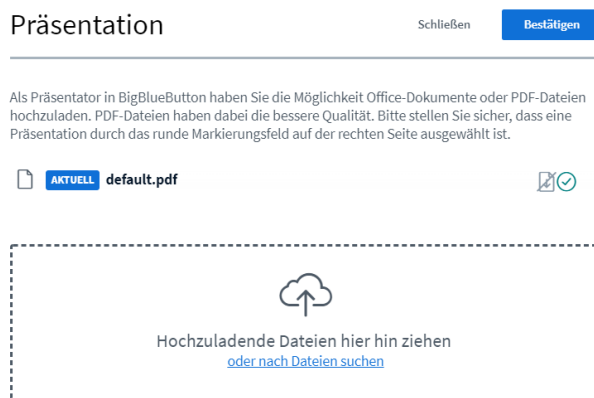 Präsentation
Schließen
Bestätigen
Als Präsentator in BigBlueButton haben Sie die Möglichkeit Office-Dokumente oder PDF-Dateien
hochzuladen. PDF-Dateien haben dabei die bessere Qualität. Bitte stellen Sie sicher, dass eine
Präsentation durch das runde Markierungsfeld auf der rechten Seite ausgewählt ist.
AKTUELL default.pdf
Hochzuladende Dateien hier hin ziehen
oder nach Dateien suchen